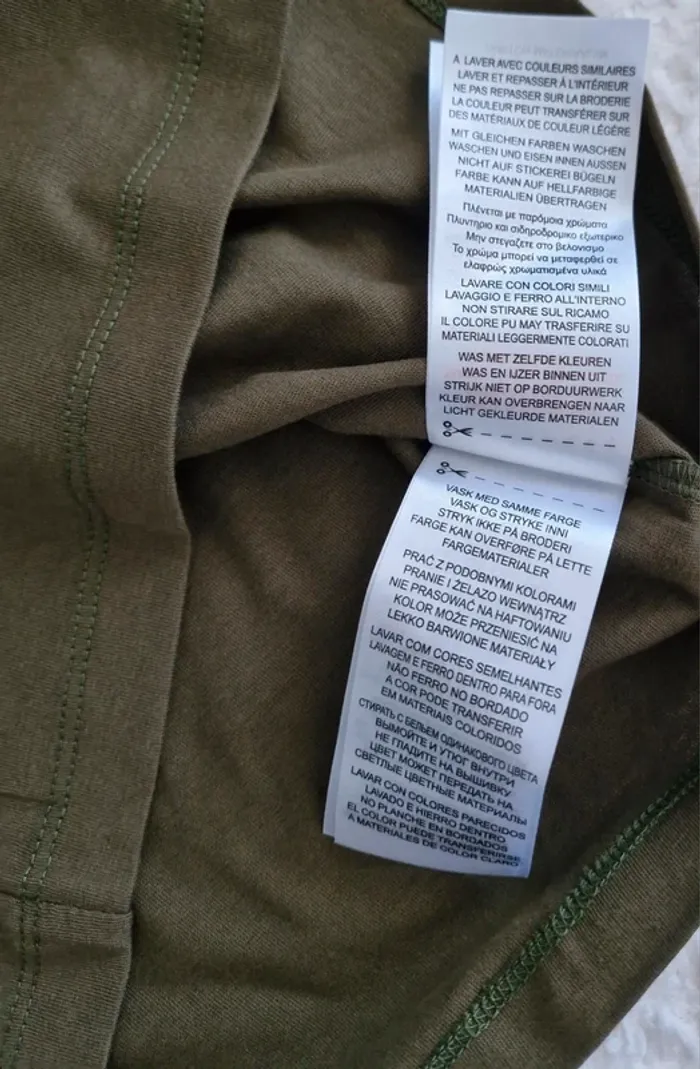 A LAVER AVEC COULEURS SIMILAIRES
LAVER ET REPASSER À L'INTÉRIEUR
NE PAS REPASSER SUR LA BRODERIE
LA COULEUR PEUT TRANSFÉRER SUR
DES MATÉRIAUX DE COULEUR LÉGÈRE
MIT GLEICHEN FARBEN WASCHEN
WASCHEN UND EISEN INNEN AUSSEN
NICHT AUF STICKEREI BÜGELN
FARBE KANN AUF HELLFARBIGE
MATERIALIEN ÜBERTRAGEN
Πλένεται με παρόμοια χρώματα
Πλυντηριο και σιδηροδρομικο εξωτερικο
Μην στεγαζετε στο βελονισμο
Το χρώμα μπορεί να μεταφερθεί σε
ελαφρώς χρωματισμένα υλικά
LAVARE CON COLORI SIMILI
LAVAGGIO E FERRO ALL'INTERNO
NON STIRARE SUL RICAMO
IL COLORE PU MAY TRASFERIRE SU
MATERIALI LEGGERMENTE COLORATI
WAS MET ZELFDE KLEUREN
WAS EN IJZER BINNEN UIT
STRIJK NIET OP BORDUURWERK
KLEUR KAN OVERBRENGEN NAAR
LICHT GEKLEURDE MATERIALEN
VASK MED SAMME FARGE
VASK OG STRYKE INNI
STRYK IKKE PÅ BRODERI
FARGE KAN OVERFØRE PÅ LETTE
FARGEMATERIALER
PRAĆ Z PODOBNYMI KOLORAMI
PRANIE I ŻELAZO WEWNĄTRZ
NIE PRASOWAĆ NA HAFTOWANIU
KOLOR MOŻE PRZENIEŚIĆ NA
LEKKO BARWIONE MATERIAŁY
LAVAR COM CORES SEMELHANTES
LAVAGEM E FERRO DENTRO PARA FORA
NÃO FERRO NO BORDADO
A COR PODE TRANSFERIR
EM MATERIAIS COLORIDOS
СТИРАТЬ С БЕЛЬЕМ ОДИНАКОВОГО ЦВЕТА
ВЫМОЙТЕ И УТЮГ ВНУТРИ
НЕ ГЛАДИТЕ НА ВЫШИВКУ
ЦВЕТ МОЖЕТ ПЕРЕДАТЬ НА
СВЕТЛЫЕ ЦВЕТНЫЕ МАТЕРИАЛЫ
LAVAR CON COLORES PARECIDOS
LAVADO E HIERRO DENTRO
NO PLANCHE EN BORDADOS
EL COLOR PUEDE TRANSFERIRSE
A MATERIALES DE COLOR CLARO